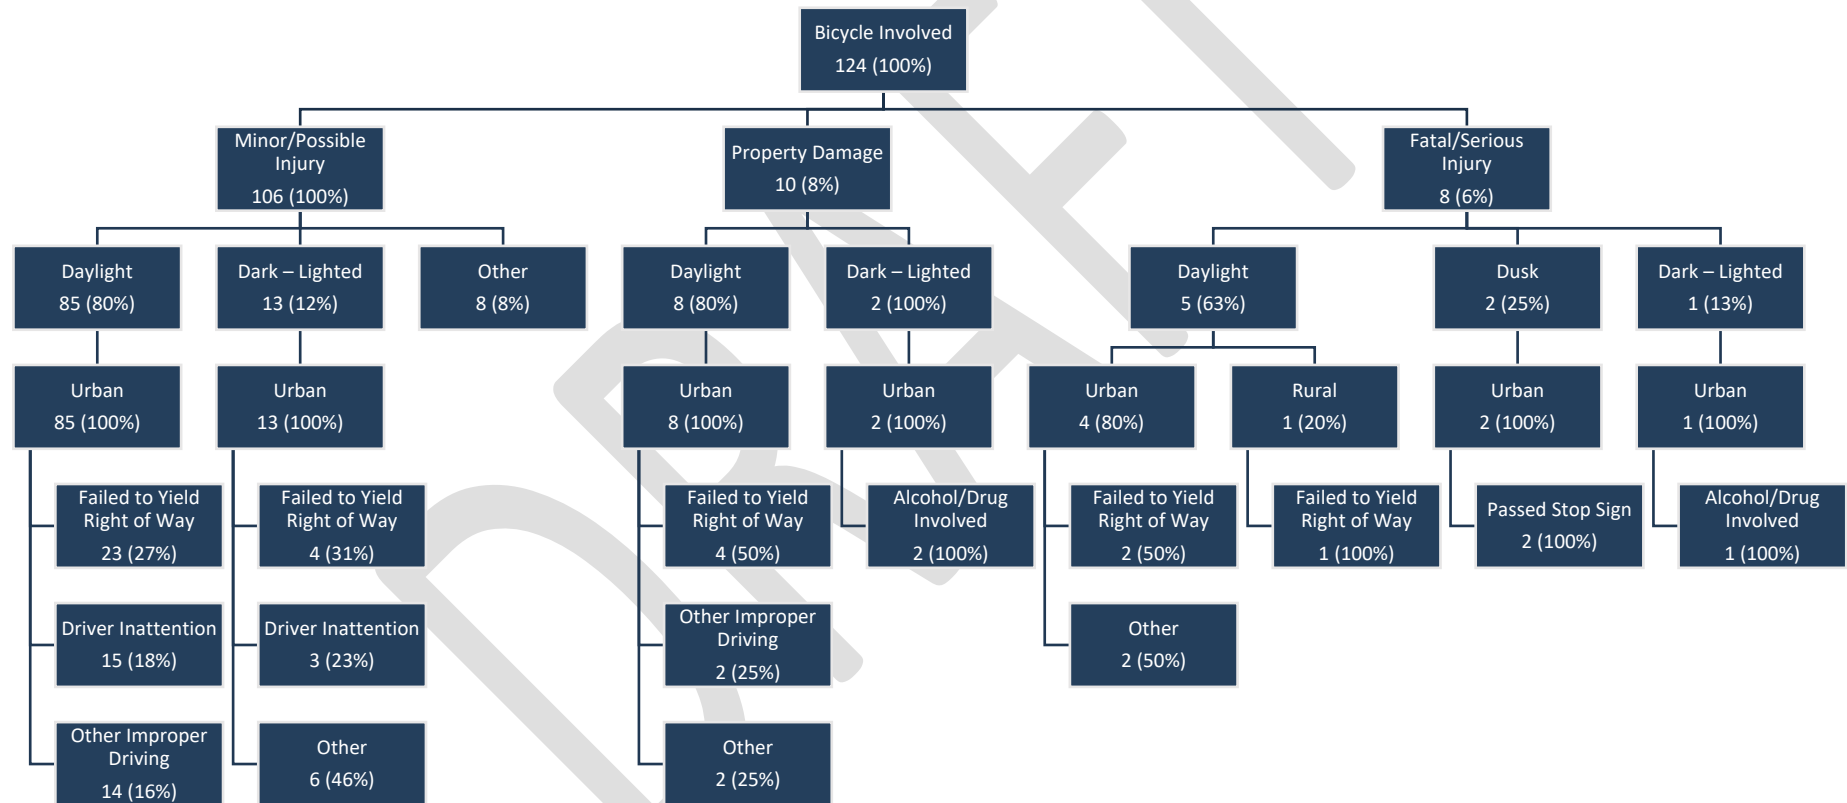 Bicycle Involved
124 (100%)
Minor/Possible
Injury
106 (100%)
Property Damage
10 (8%)
Fatal/Serious
Injury
8 (6%)
Daylight
85 (80%)
Dark – Lighted
13 (12%)
Other
8 (8%)
Daylight
8 (80%)
Dark – Lighted
2 (100%)
Daylight
5 (63%)
Dusk
2 (25%)
Dark – Lighted
1 (13%)
Urban
85 (100%)
Urban
13 (100%)
Urban
8 (100%)
Urban
2 (100%)
Urban
4 (80%)
Rural
1 (20%)
Urban
2 (100%)
Urban
1 (100%)
Failed to Yield
Right of Way
23 (27%)
Failed to Yield
Right of Way
4 (31%)
Failed to Yield
Right of Way
4 (50%)
Alcohol/Drug
Involved
2 (100%)
Failed to Yield
Right of Way
2 (50%)
Failed to Yield
Right of Way
1 (100%)
Passed Stop Sign
2 (100%)
Alcohol/Drug
Involved
1 (100%)
Driver Inattention
15 (18%)
Driver Inattention
3 (23%)
Other Improper
Driving
2 (25%)
Other
2 (50%)
Other Improper
Driving
14 (16%)
Other
6 (46%)
Other
2 (25%)
DRAFT